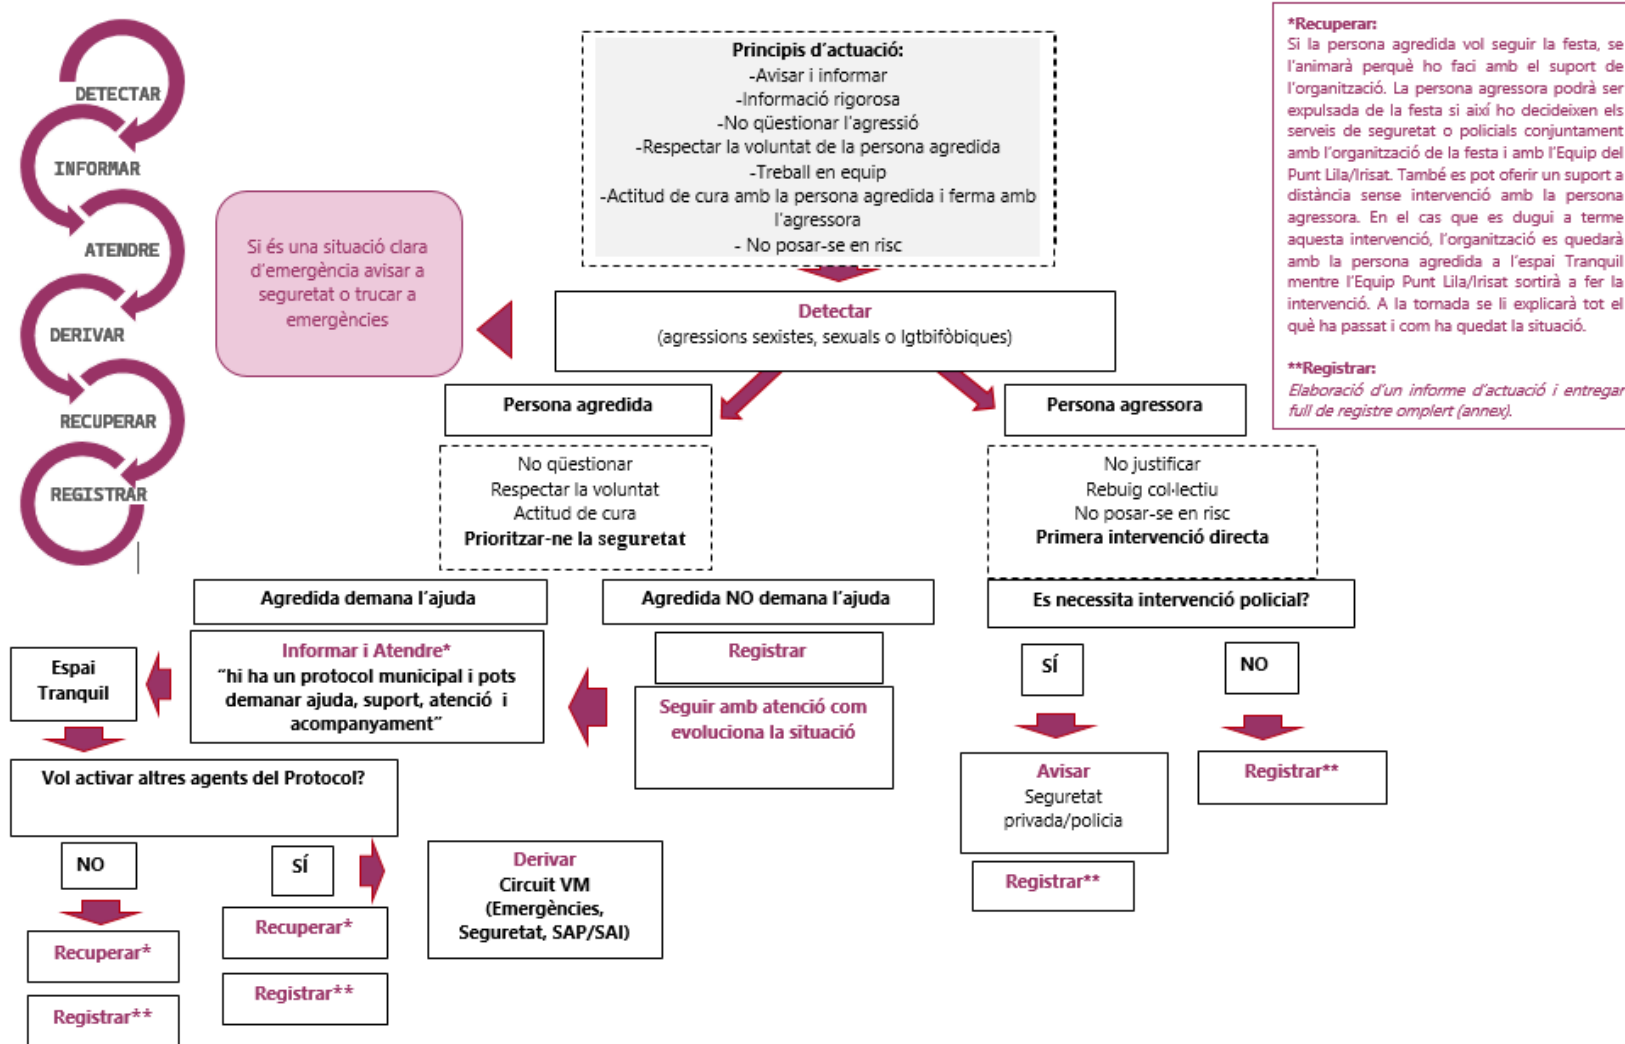 DETECTAR
INFORMAR
ATENDRE
DERIVAR
RECUPERAR
REGISTRAR
Principis d'actuació:
-Avisar i informar
-Informació rigorosa
-No qüestionar l'agressió
-Respectar la voluntat de la persona agredida
-Treball en equip
-Actitud de cura amb la persona agredida i ferma amb
l'agressora
- No posar-se en risc
*Recuperar:
Si la persona agredida vol seguir la festa, se
l'animarà perquè ho faci amb el suport de
l'organització. La persona agressora podrà ser
expulsada de la festa si així ho decideixen els
serveis de seguretat o policials conjuntament
amb l'organització de la festa i amb l'Equip del
Punt Lila/Irisat. També es pot oferir un suport a
distància sense intervenció amb la persona
agressora. En el cas que es dugui a terme
aquesta intervenció, l'organització es quedarà
amb la persona agredida a l'espai Tranquil
mentre l'Equip Punt Lila/Irisat sortirà a fer la
intervenció. A la tornada se li explicarà tot el
què ha passat i com ha quedat la situació.
**Registrar:
Elaboració d'un informe d'actuació i entregar
full de registre omplert (annex).
Si és una situació clara
d'emergència avisar a
seguretat o trucar a
emergències
Detectar
(agressions sexistes, sexuals o lgtbifòbiques)
Persona agredida
Persona agressora
No qüestionar
Respectar la voluntat
Actitud de cura
Prioritzar-ne la seguretat
No justificar
Rebuig col·lectiu
No posar-se en risc
Primera intervenció directa
Agredida demana l'ajuda
Agredida NO demana l'ajuda
Es necessita intervenció policial?
Espai
Tranquil
Informar i Atendre*
"hi ha un protocol municipal i pots
demanar ajuda, suport, atenció i
acompanyament"
Registrar
Seguir amb atenció com
evoluciona la situació
SÍ
NO
Vol activar altres agents del Protocol?
Avisar
Seguretat
privada/policia
Registrar**
Registrar**
NO
SÍ
Derivar
Circuit VM
(Emergències,
Seguretat, SAP/SAI)
Recuperar*
Registrar**
Recuperar*
Registrar**